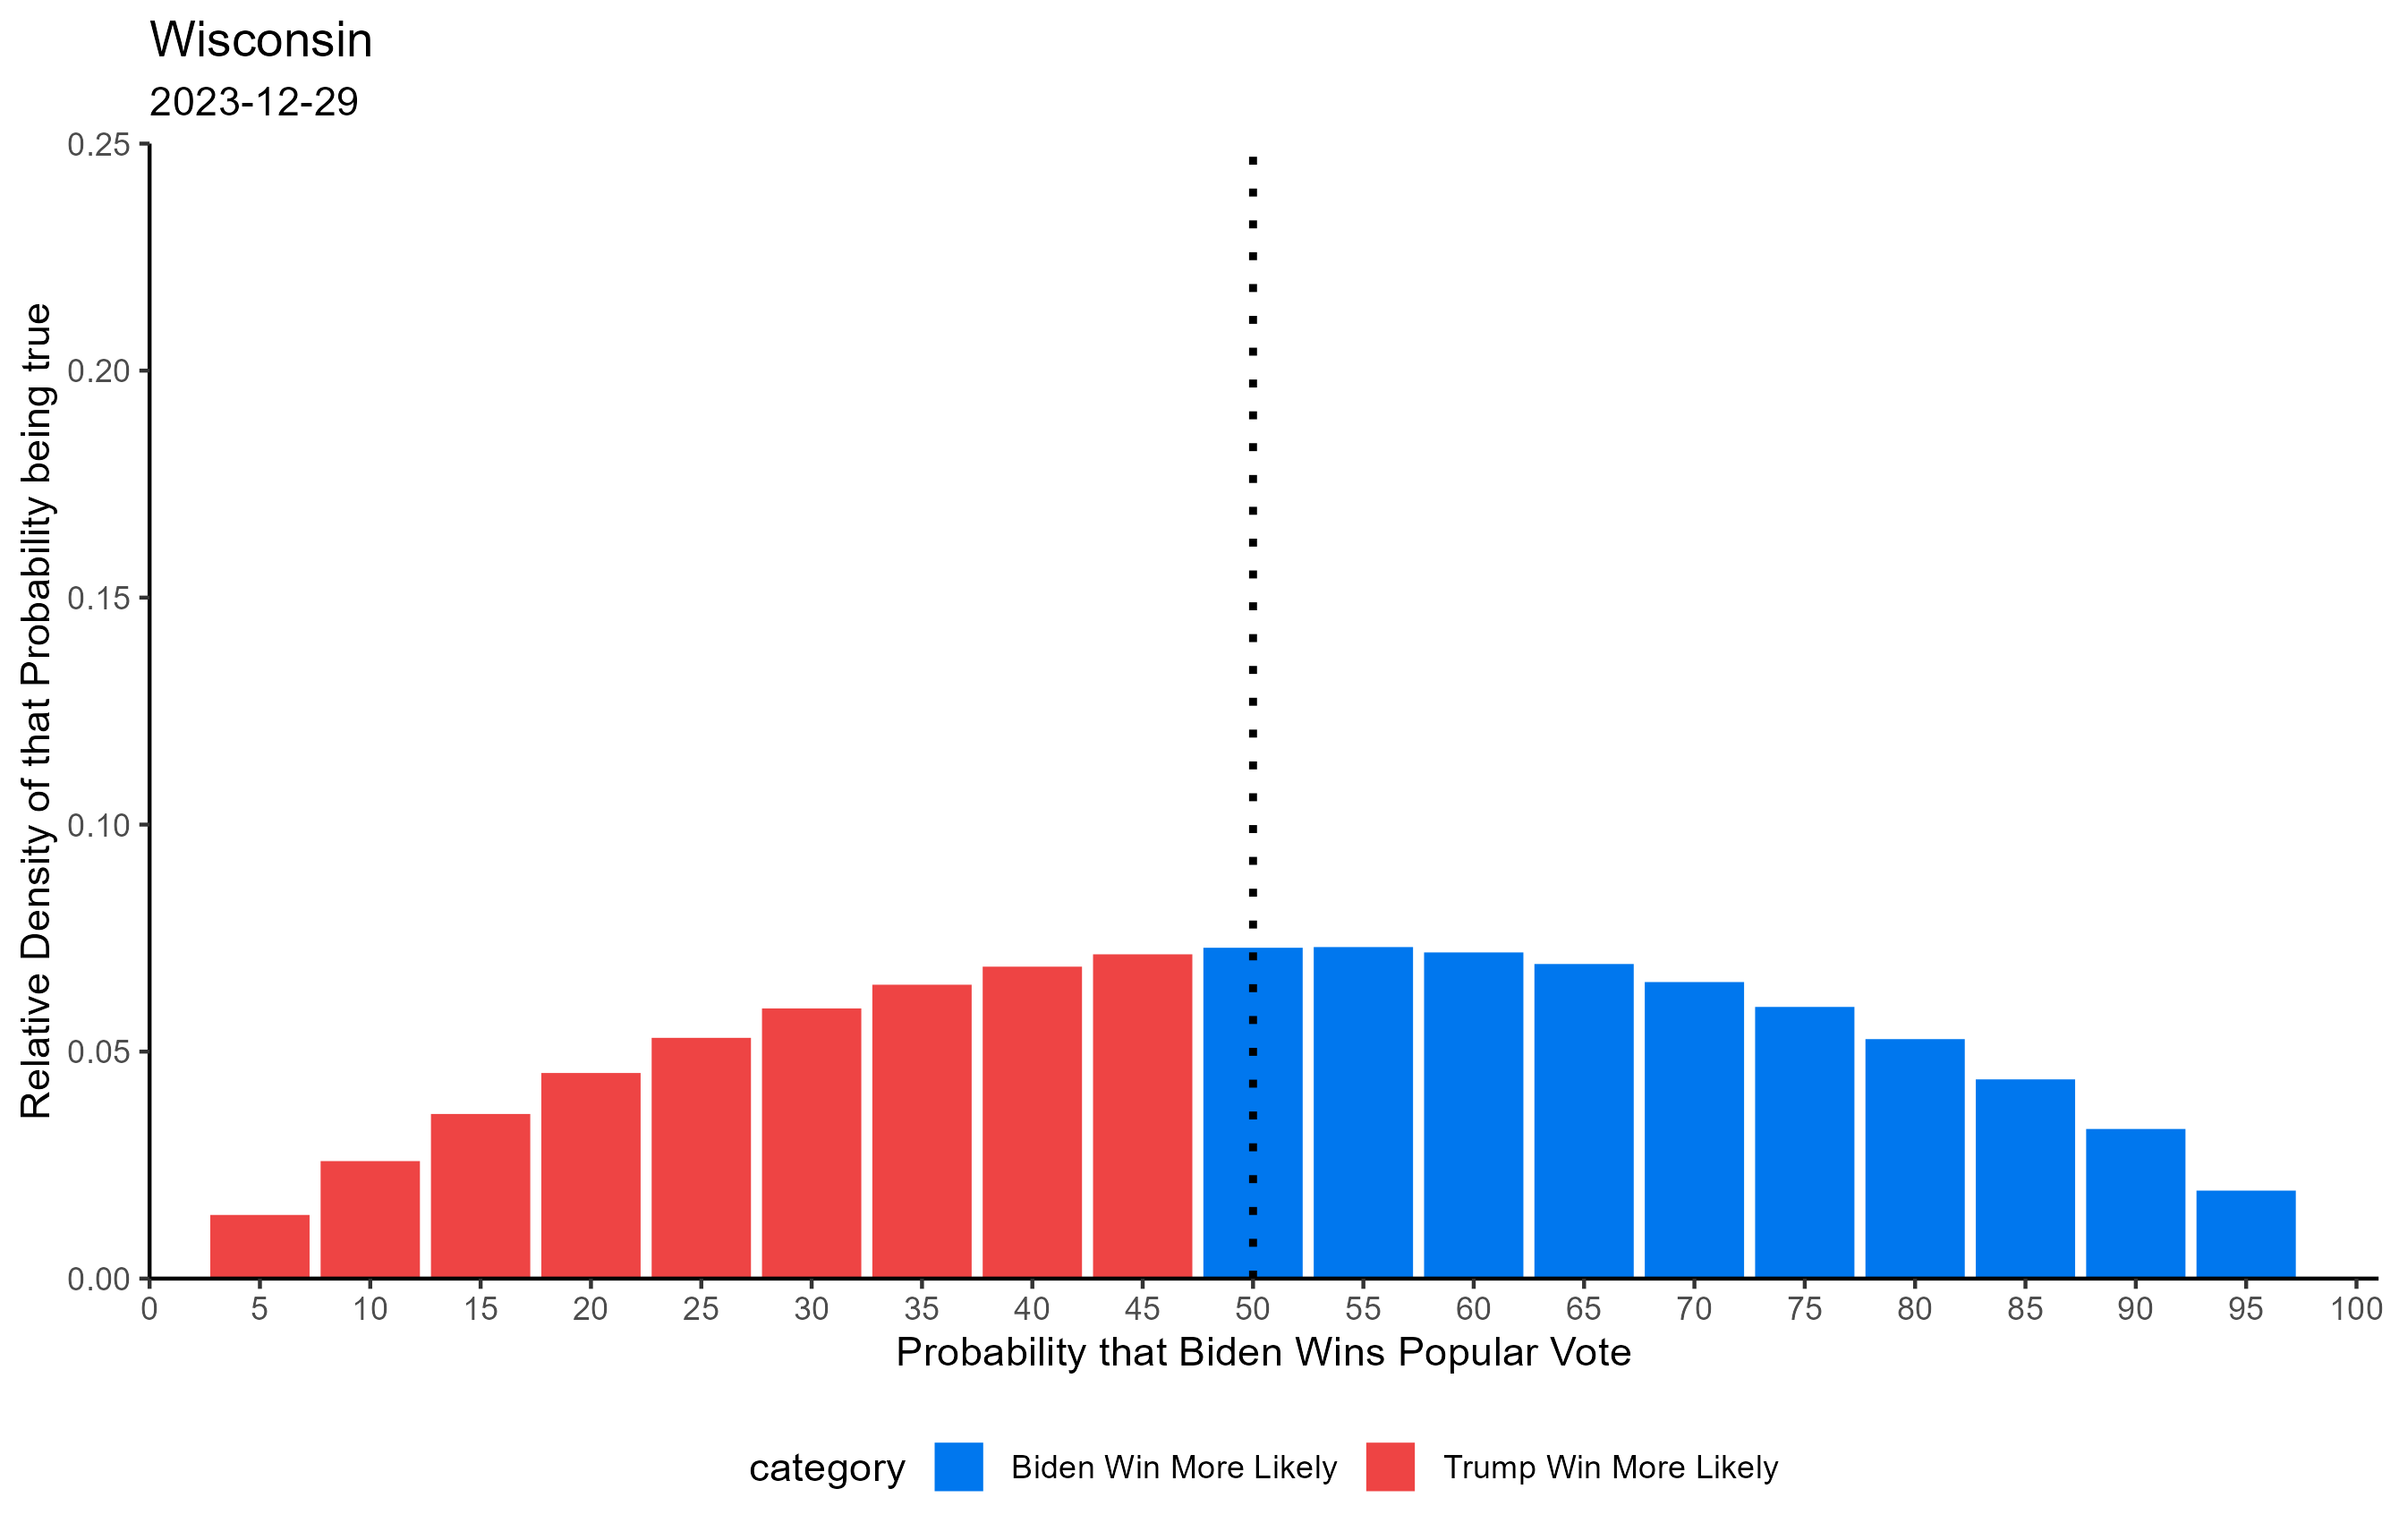 Wisconsin
2023-12-29
Relative Density of that Probability being true
0.25
0.20
0.15
0.10
0.05
0.00
0 5 10 15 20 25 30 35 40 45 50 55 60 65 70 75 80 85 90 95 100
Probability that Biden Wins Popular Vote
category Biden Win More Likely Trump Win More Likely